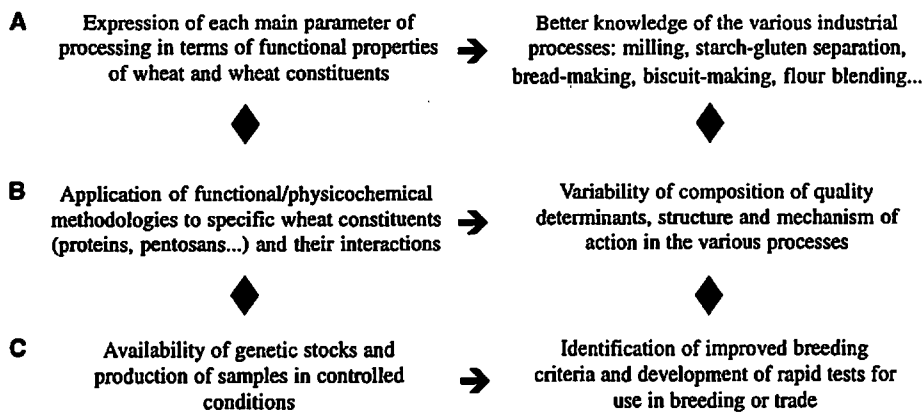 A
Expression of each main parameter of
processing in terms of functional properties
of wheat and wheat constituents
Better knowledge of the various industrial
processes: milling, starch-gluten separation,
bread-making, biscuit-making, flour blending...
B
Application of functional/physicochemical
methodologies to specific wheat constituents
(proteins, pentosans...) and their interactions
Variability of composition of quality
determinants, structure and mechanism of
action in the various processes
C
Availability of genetic stocks and
production of samples in controlled
conditions
Identification of improved breeding
criteria and development of rapid tests for
use in breeding or trade